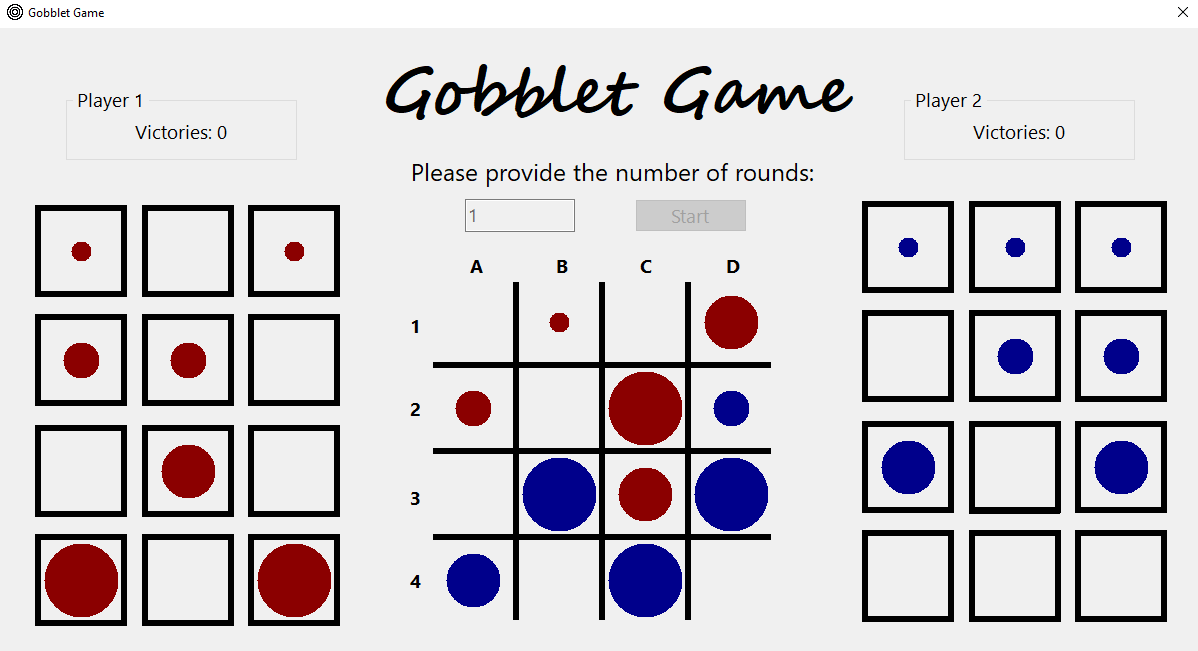 Gobblet Game
Gobblet Game
Player 1
Victories: 0
Player 2
Victories: 0
Please provide the number of rounds:
1 Start
A B C D
1
2
3
4